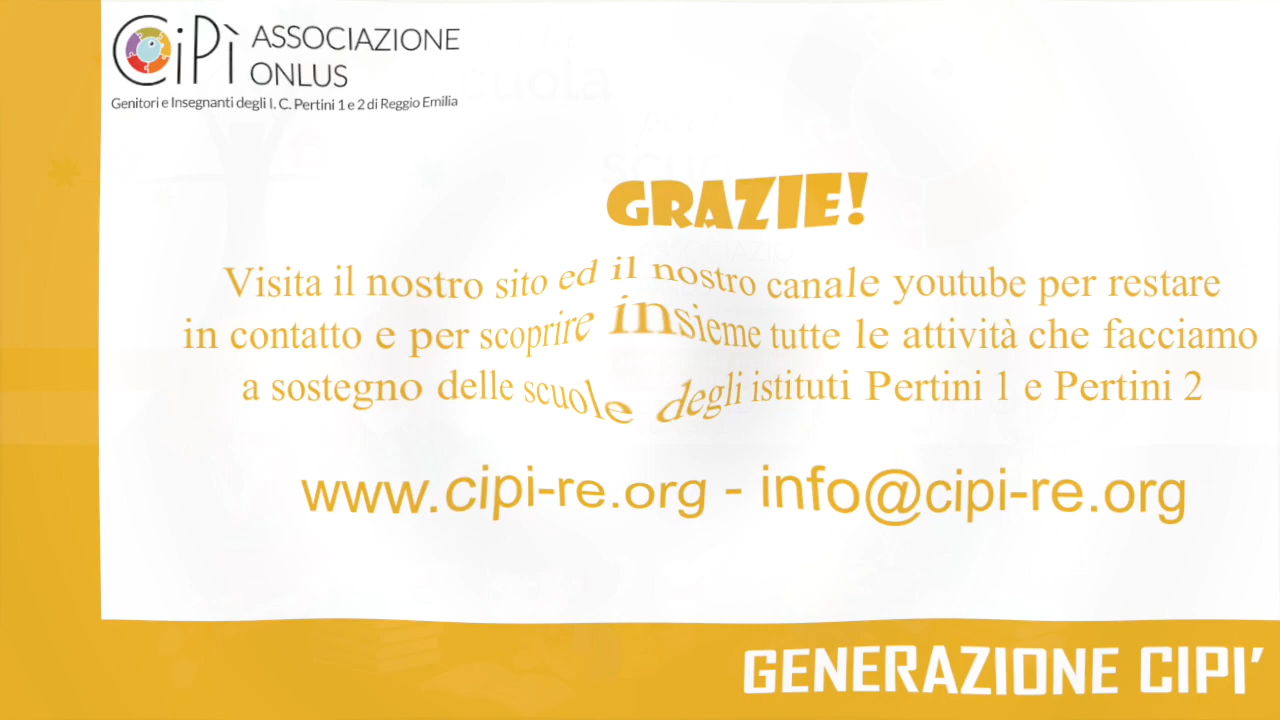 CiPì ASSOCIAZIONE
ONLUS
Genitori e Insegnanti degli I. C. Pertini 1 e 2 di Reggio Emilia
scuola
GRAZIE!
Visita il nostro sito ed il nostro canale youtube per restare
in contatto e per scoprire insieme tutte le attività che facciamo
a sostegno delle scuole degli istituti Pertini 1 e Pertini 2
www.cipi-re.org - info@cipi-re.org
GENERAZIONE CIPI’